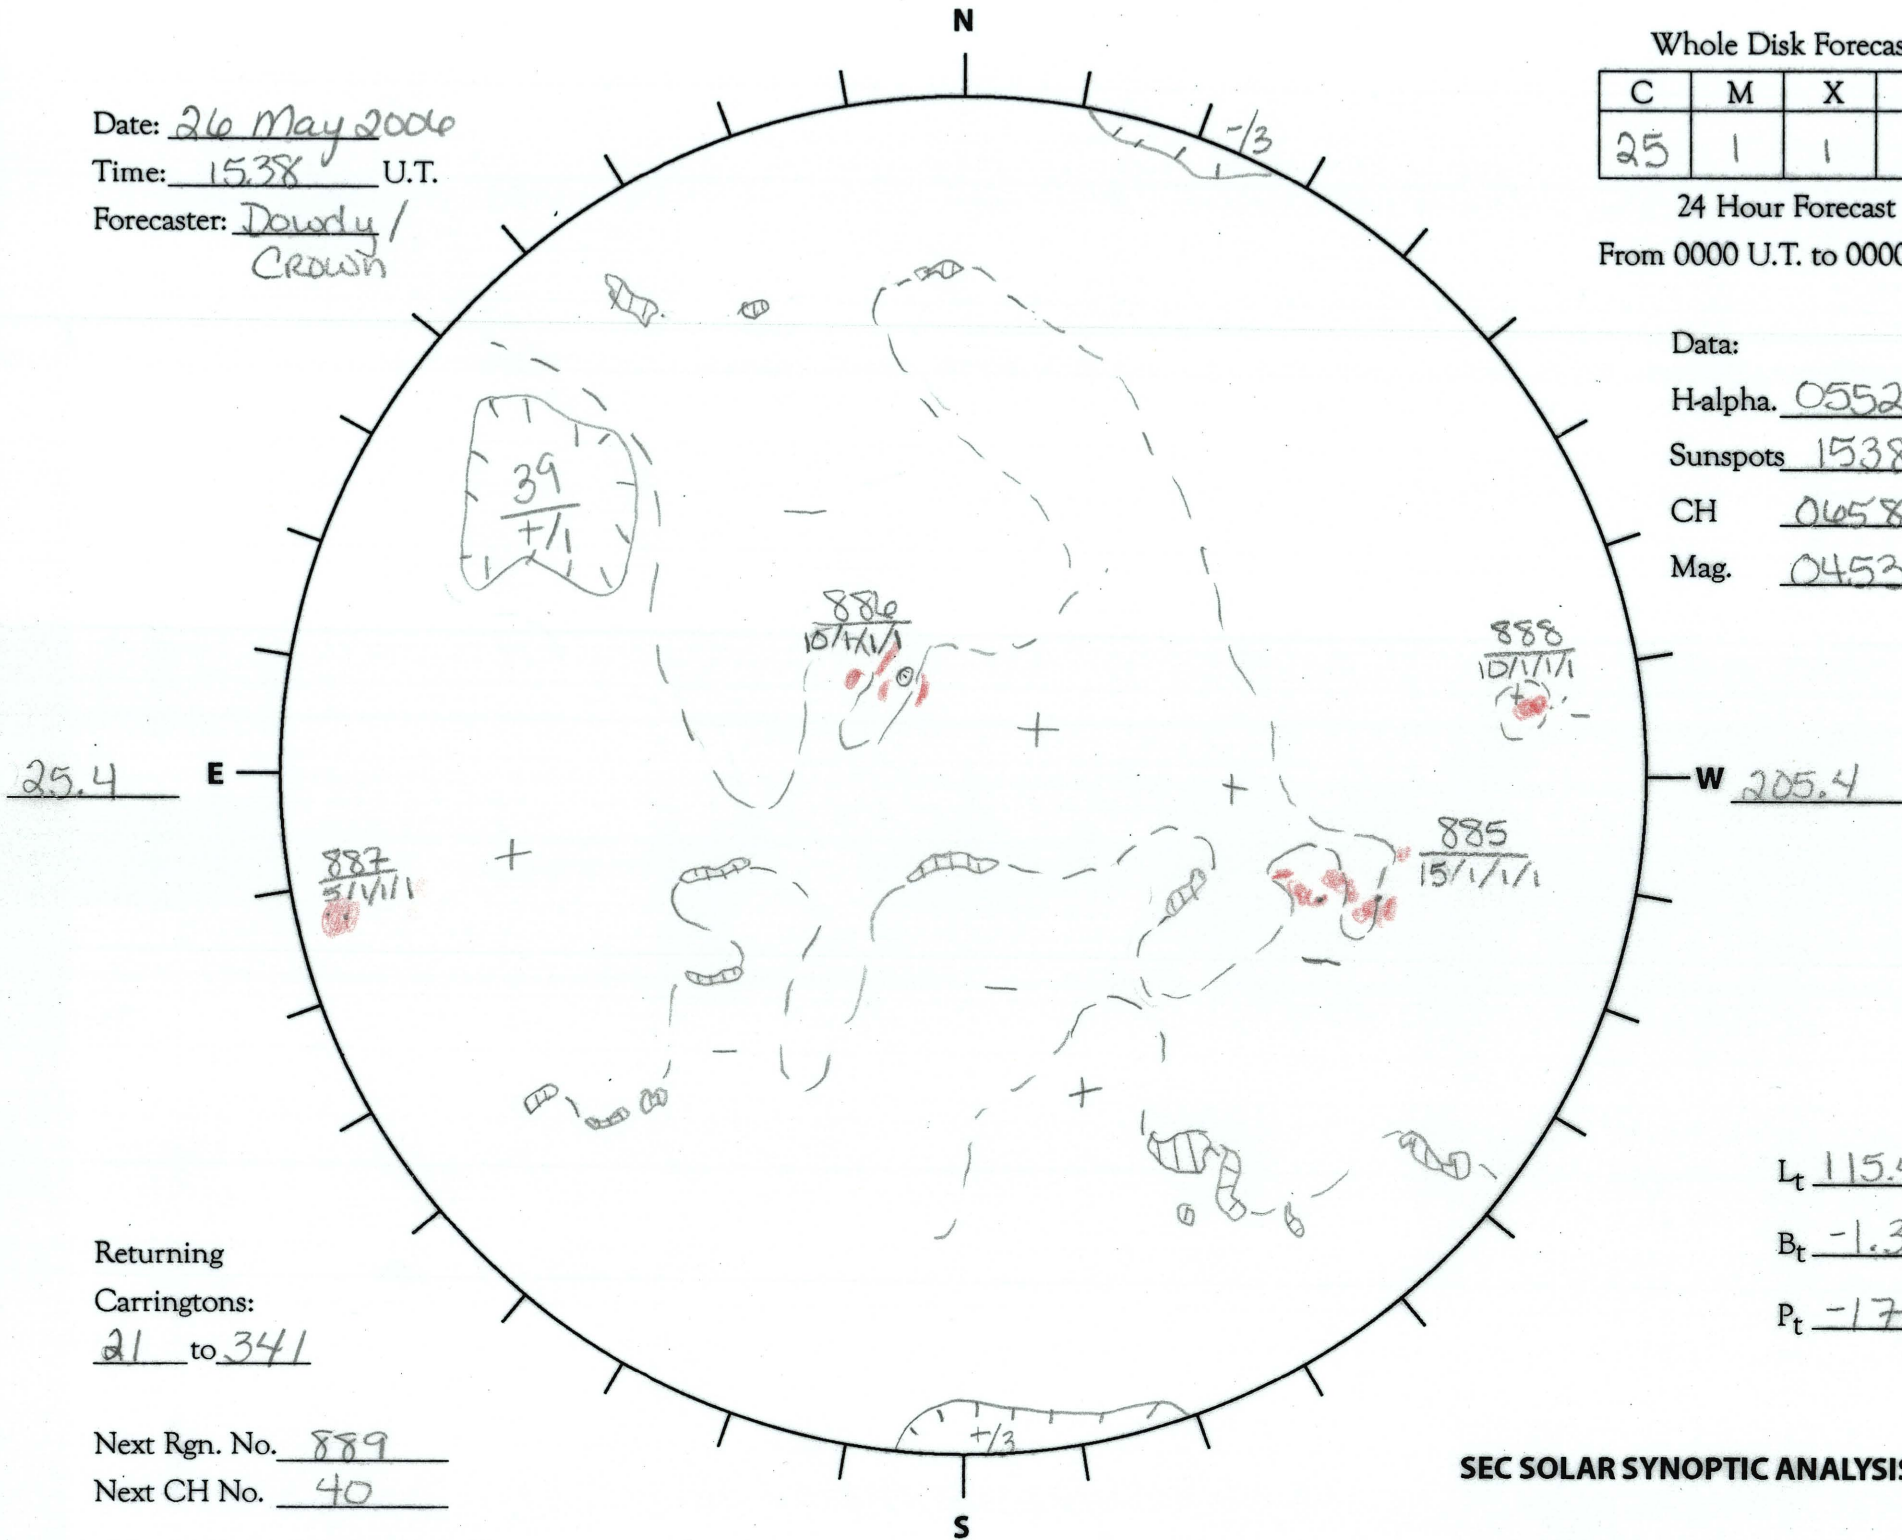 N
Whole Disk Forecas
C M X
25 1 1
24 Hour Forecast
From 0000 U.T. to 0000
Date: 26 May 2006
Time: 1538 U.T.
Forecaster: Dowdy/
Crown
-/3
Data:
H-alpha. 0552
Sunspots 1538
CH 0658
Mag. 0453
39
+/1
886
10/1/1/1
888
10/1/1/1
+
-
25.4 E
W 205.4
885
15/1/1/1
887
5/1/1/1
Lt 115.
Bt -1.3
Pt -17
Returning
Carringtons:
21 to 341
+/3
Next Rgn. No. 889
Next CH No. 40
SEC SOLAR SYNOPTIC ANALYSIS
S